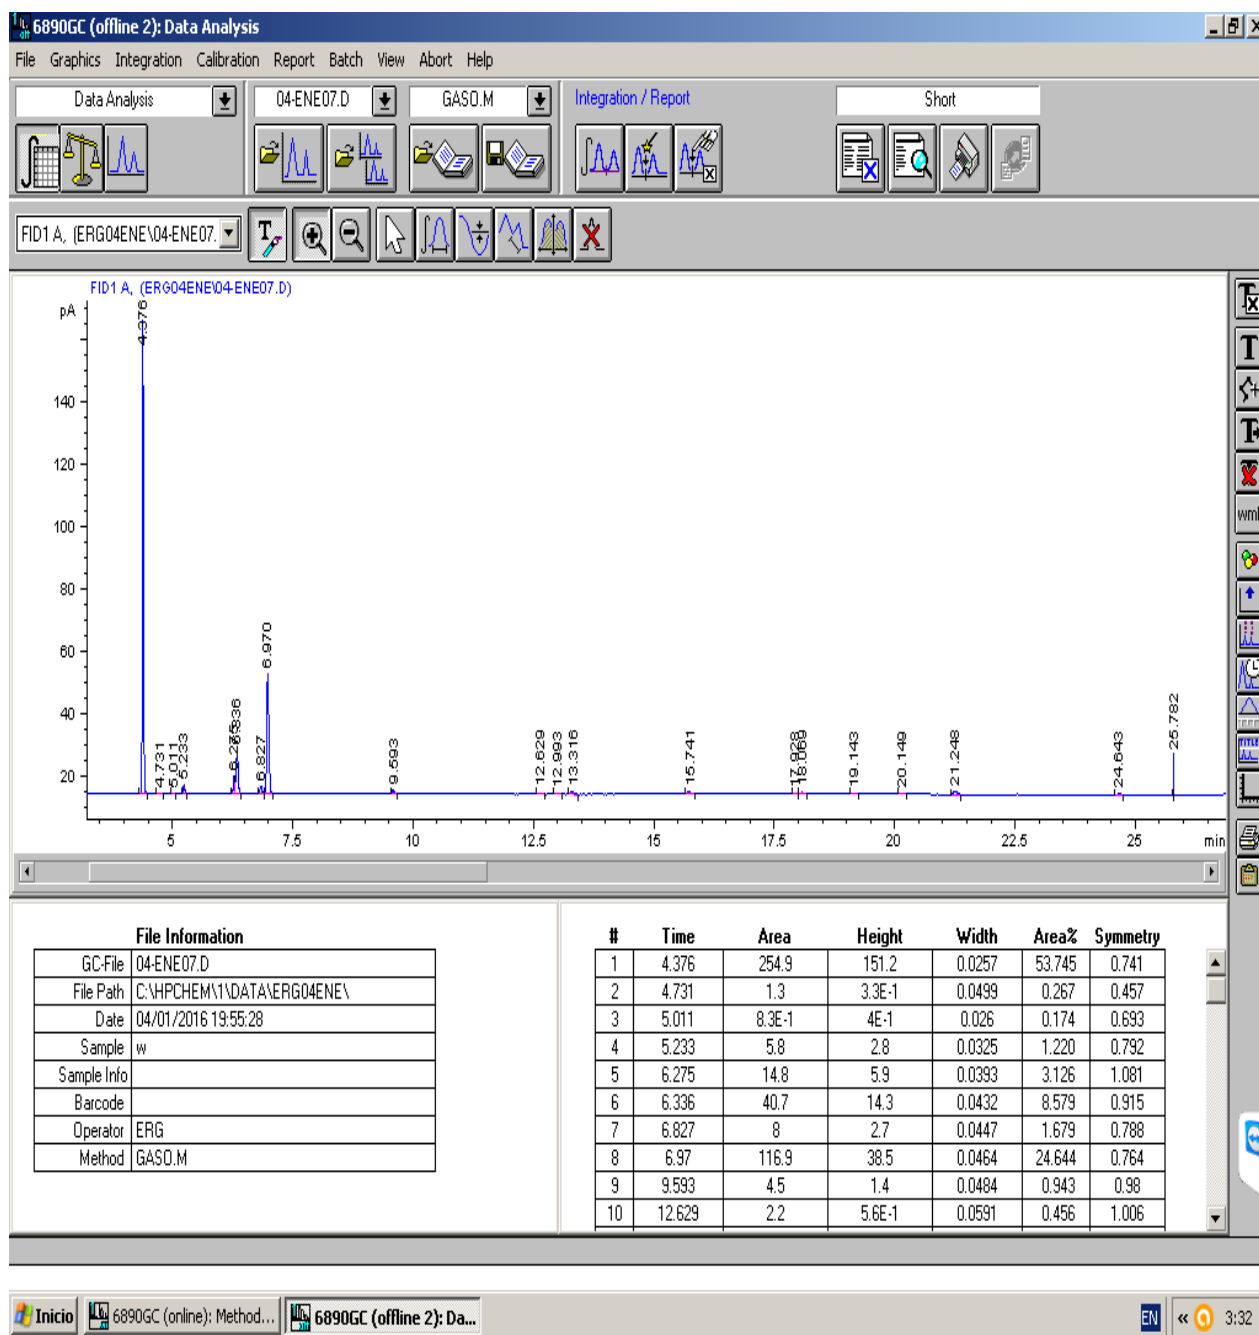 6890GC (offline 2): Data Analysis
File Graphics Integration Calibration Report Batch View Abort Help
Data Analysis 04-ENE07.D GASO.M Integration / Report Short
FID1 A, (ERG04ENE\04-ENE07.
FID1 A, (ERG04ENE\04-ENE07.D)
pA
140
120
100
80
60
40
20
4.376
4.731
5.011
5.233
6.275
6.336
6.827
6.970
9.593
12.629
12.993
13.316
15.741
17.928
18.069
19.143
20.149
21.248
24.643
25.782
5 7.5 10 12.5 15 17.5 20 22.5 25 min
File Information
GC-File 04-ENE07.D
File Path C:\HPCHEM\1\DATA\ERG04ENE\
Date 04/01/2016 19:55:28
Sample w
Sample Info
Barcode
Operator ERG
Method GASO.M
# Time Area Height Width Area% Symmetry
1 4.376 254.9 151.2 0.0257 53.745 0.741
2 4.731 1.3 3.3E-1 0.0499 0.267 0.457
3 5.011 8.3E-1 4E-1 0.026 0.174 0.693
4 5.233 5.8 2.8 0.0325 1.220 0.792
5 6.275 14.8 5.9 0.0393 3.126 1.081
6 6.336 40.7 14.3 0.0432 8.579 0.915
7 6.827 8 2.7 0.0447 1.679 0.788
8 6.97 116.9 38.5 0.0464 24.644 0.764
9 9.593 4.5 1.4 0.0484 0.943 0.98
10 12.629 2.2 5.6E-1 0.0591 0.456 1.006
Inicio 6890GC (online): Method... 6890GC (offline 2): Da... EN « 3:32